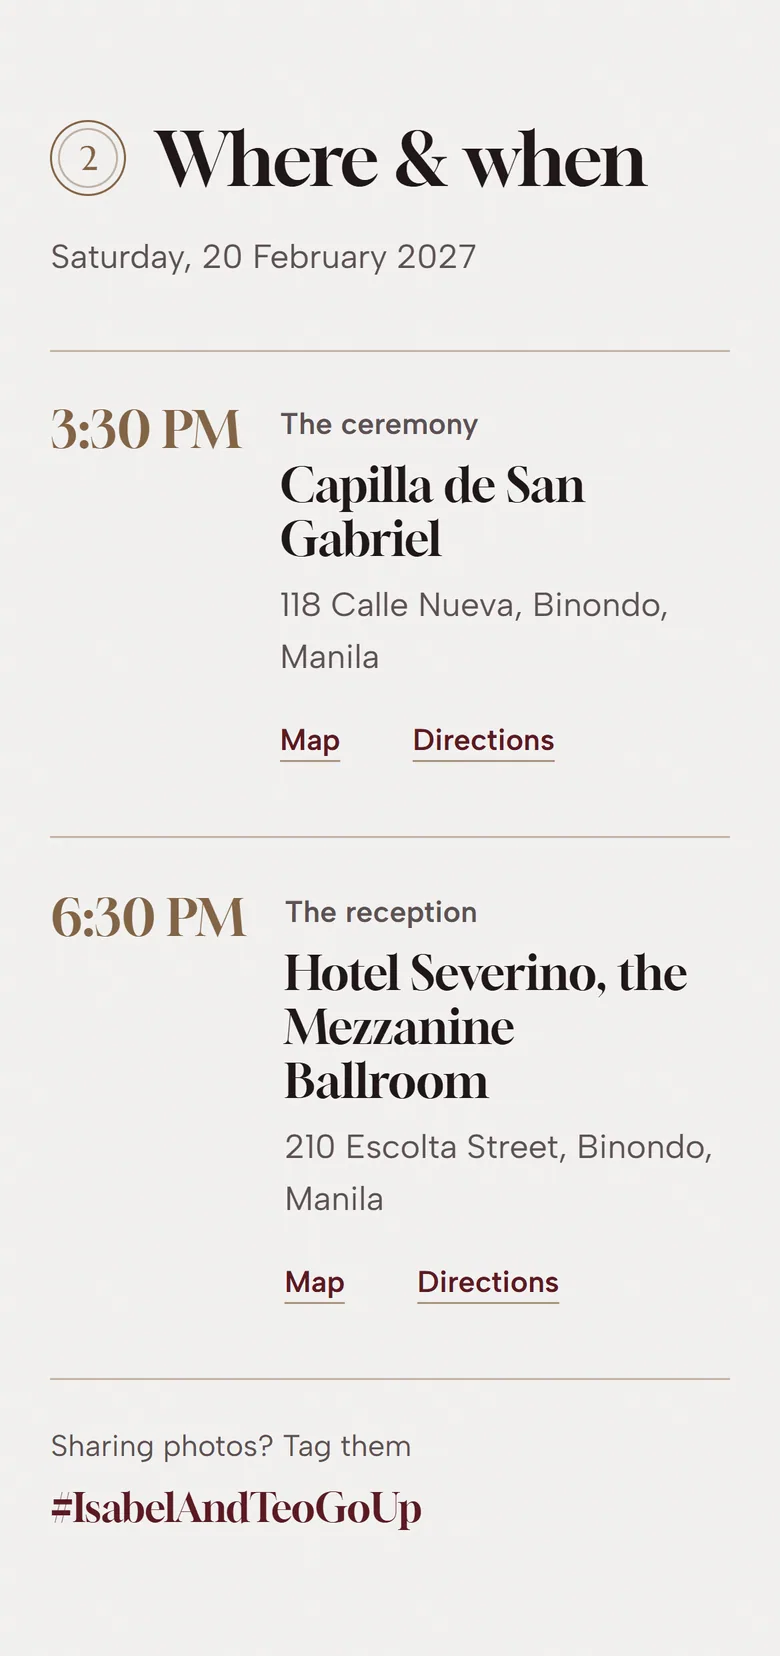 2
Where & when
Saturday, 20 February 2027
3:30 PM
The ceremony
Capilla de San
Gabriel
118 Calle Nueva, Binondo,
Manila
Map
Directions
6:30 PM
The reception
Hotel Severino, the
Mezzanine
Ballroom
210 Escolta Street, Binondo,
Manila
Map
Directions
Sharing photos? Tag them
#IsabelAndTeoGoUp